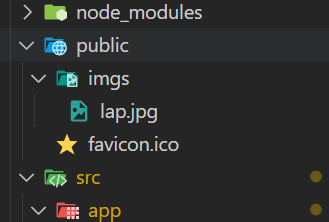 node_modules
public
imgs
lap.jpg
favicon.ico
src
app